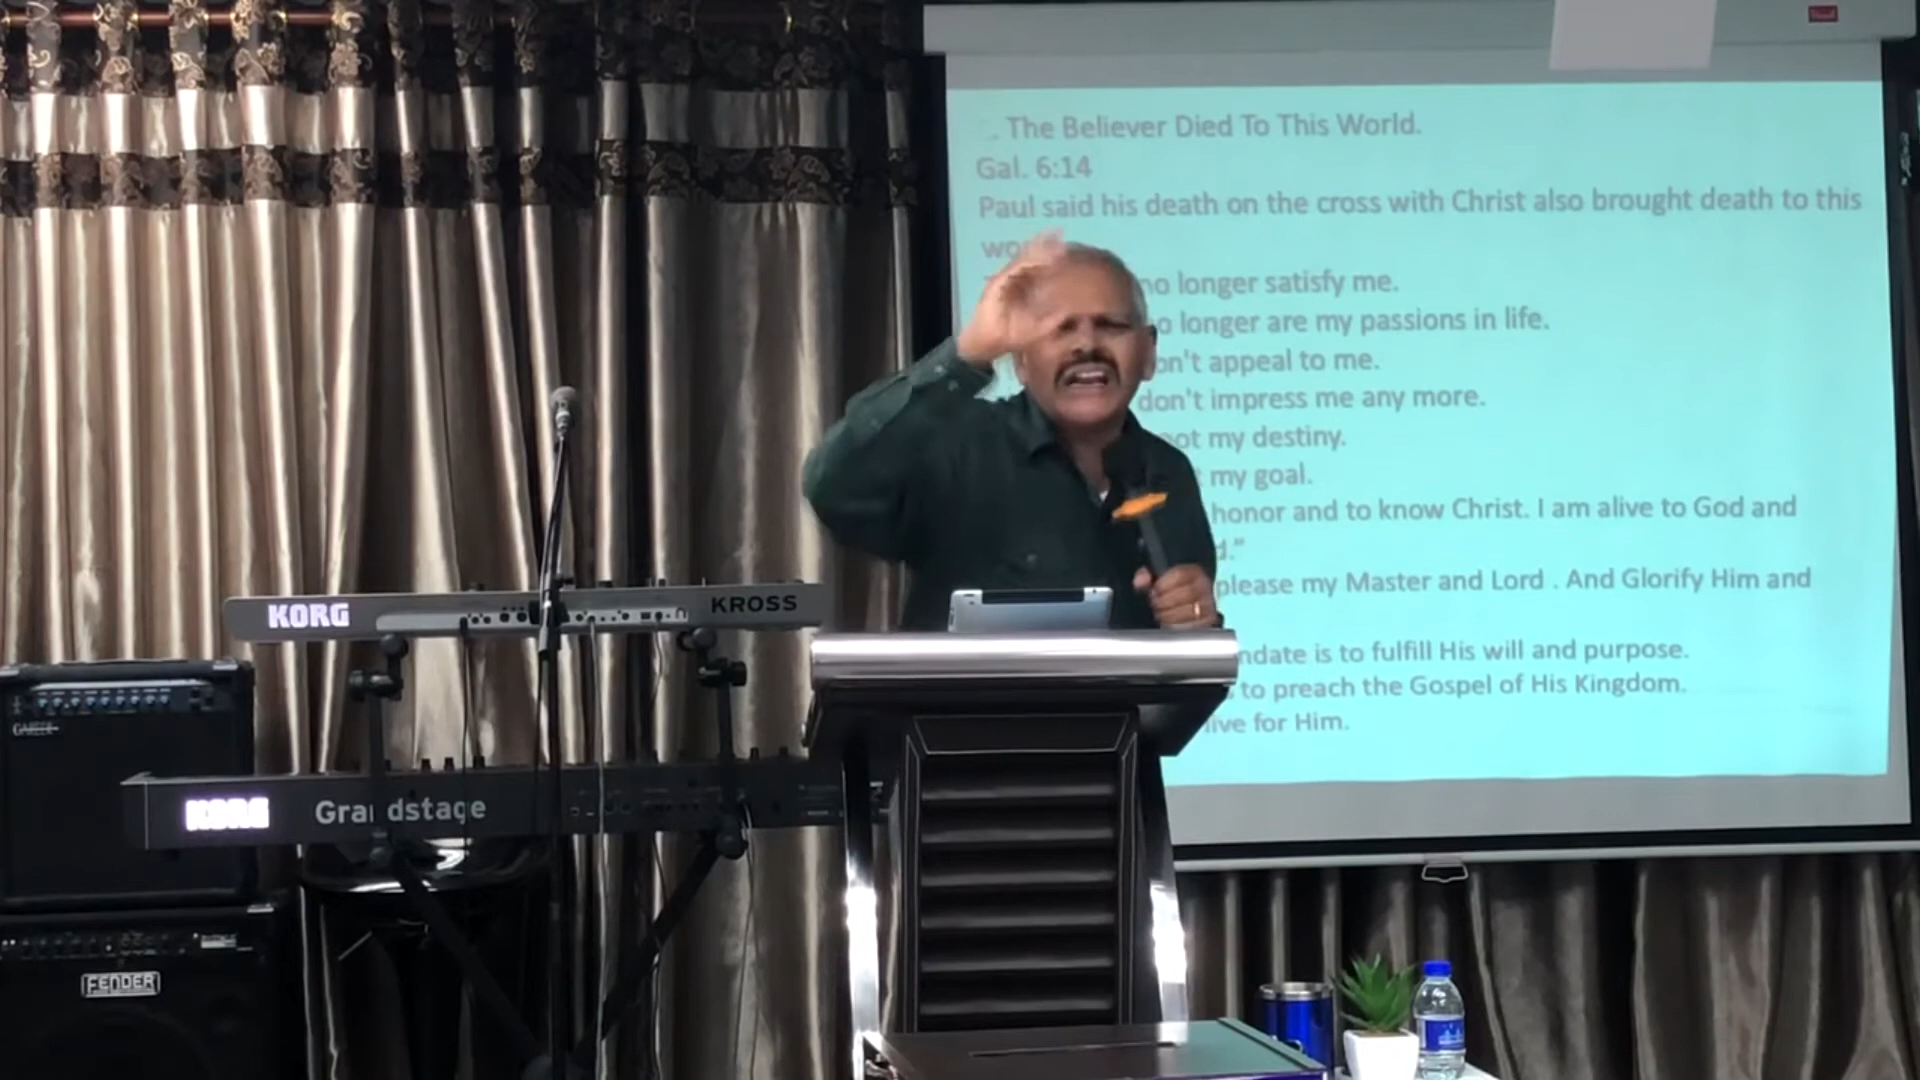 . The Believer Died To This World.
Gal. 6:14
Paul said his death on the cross with Christ also brought death to this
no longer satisfy me.
longer are my passions in life.
don't appeal to me.
don't impress me any more.
not my destiny.
my goal.
honor and to know Christ. I am alive to God and
please my Master and Lord . And Glorify Him and
is to fulfill His will and purpose.
to preach the Gospel of His Kingdom.
live for Him.
KORG
KROSS
KORG
Grandstage
FENDER